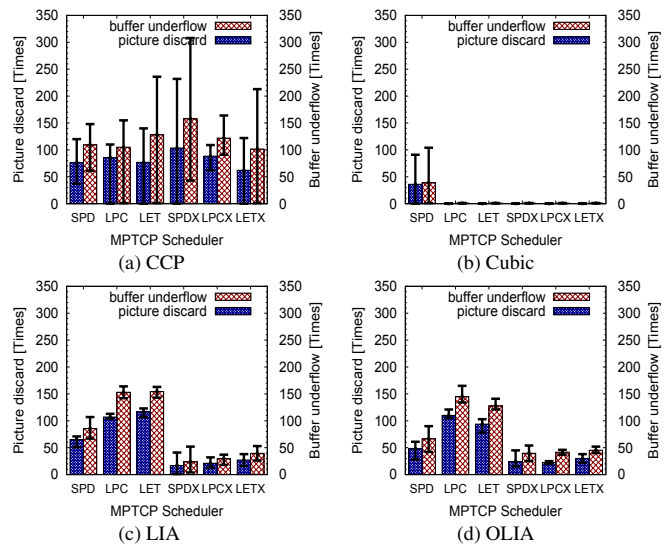 350
300
250
200
150
100
50
0
Picture discard [Times]
buffer underflow
picture discard
350
300
250
200
150
100
50
0
Buffer underflow [Times]
SPD LPC LET SPDX LPCX LETX
MPTCP Scheduler
(a) CCP
350
300
250
200
150
100
50
0
Picture discard [Times]
buffer underflow
picture discard
350
300
250
200
150
100
50
0
Buffer underflow [Times]
SPD LPC LET SPDX LPCX LETX
MPTCP Scheduler
(b) Cubic
350
300
250
200
150
100
50
0
Picture discard [Times]
buffer underflow
picture discard
350
300
250
200
150
100
50
0
Buffer underflow [Times]
SPD LPC LET SPDX LPCX LETX
MPTCP Scheduler
(c) LIA
350
300
250
200
150
100
50
0
Picture discard [Times]
buffer underflow
picture discard
350
300
250
200
150
100
50
0
Buffer underflow [Times]
SPD LPC LET SPDX LPCX LETX
MPTCP Scheduler
(d) OLIA